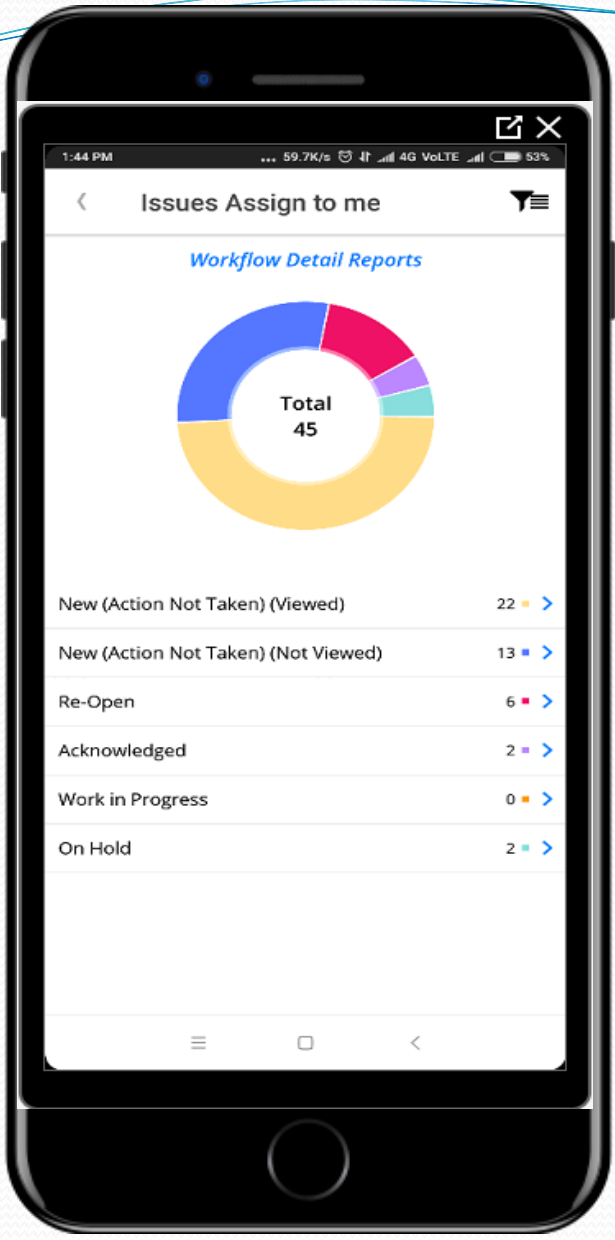 1:44 PM ... 59.7K/s 4G VoLTE 53%
Issues Assign to me
Workflow Detail Reports
Total
45
New (Action Not Taken) (Viewed) 22
New (Action Not Taken) (Not Viewed) 13
Re-Open 6
Acknowledged 2
Work in Progress 0
On Hold 2